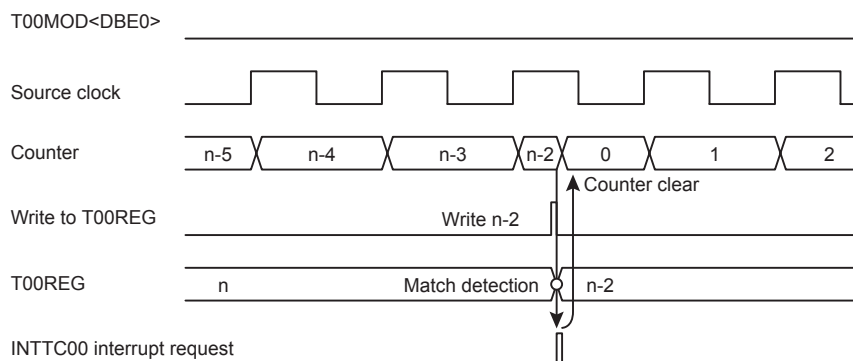 T00MOD<DBE0>
Source clock
Counter n-5 n-4 n-3 n-2 0 1 2
Counter clear
Write to T00REG Write n-2
T00REG n Match detection n-2
INTTC00 interrupt request